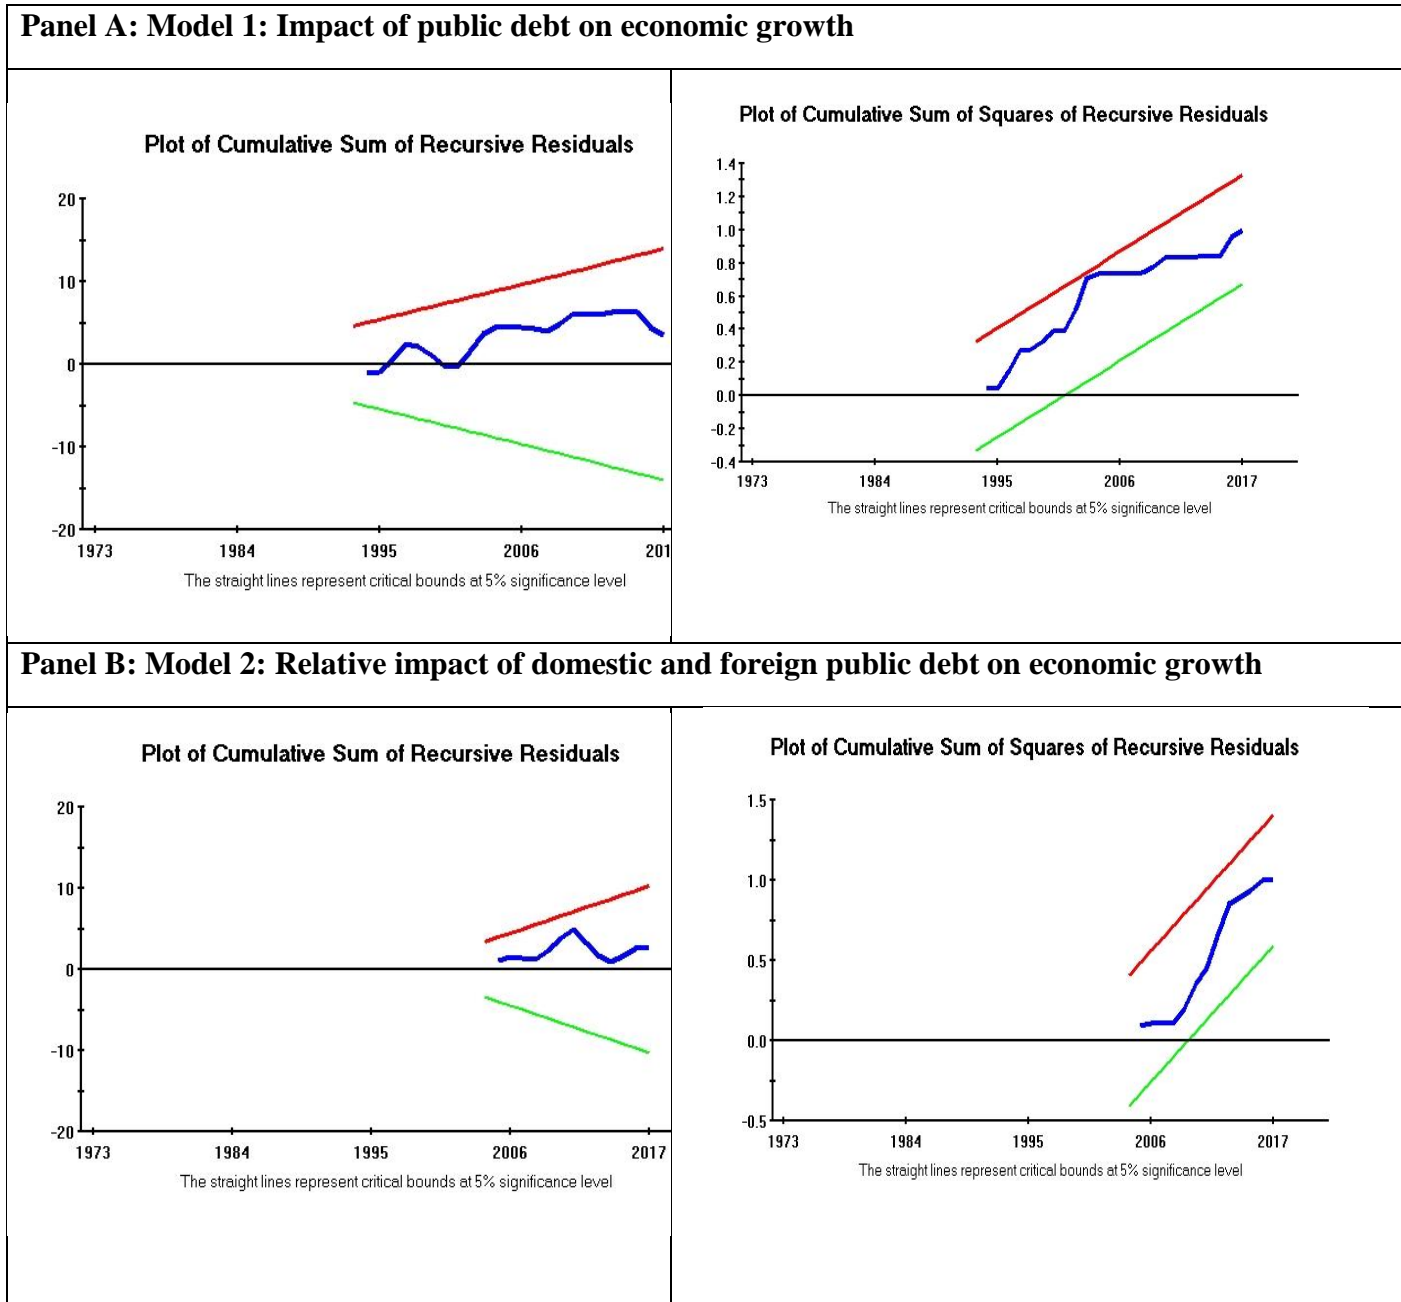 Panel A: Model 1: Impact of public debt on economic growth
Plot of Cumulative Sum of Recursive Residuals
20
10
0
-10
-20
1973 1984 1995 2006 201
The straight lines represent critical bounds at 5% significance level
Plot of Cumulative Sum of Squares of Recursive Residuals
1.4
1.2
1.0
0.8
0.6
0.4
0.2
0.0
-0.2
-0.4
1973 1984 1995 2006 2017
The straight lines represent critical bounds at 5% significance level
Panel B: Model 2: Relative impact of domestic and foreign public debt on economic growth
Plot of Cumulative Sum of Recursive Residuals
20
10
0
-10
-20
1973 1984 1995 2006 2017
The straight lines represent critical bounds at 5% significance level
Plot of Cumulative Sum of Squares of Recursive Residuals
1.5
1.0
0.5
0.0
-0.5
1973 1984 1995 2006 2017
The straight lines represent critical bounds at 5% significance level